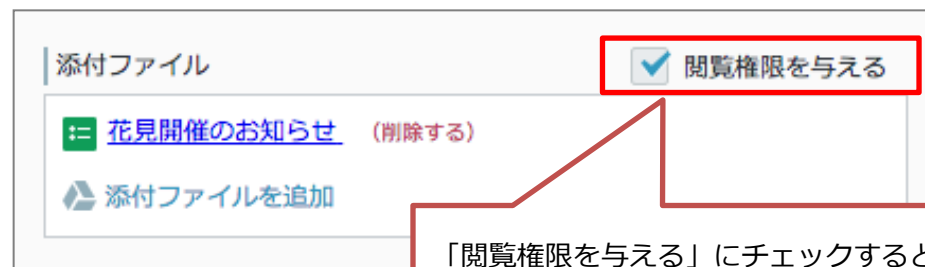 添付ファイル 閲覧権限を与える
花見開催のお知らせ (削除する)
添付ファイルを追加
「閲覧権限を与える」にチェックすると